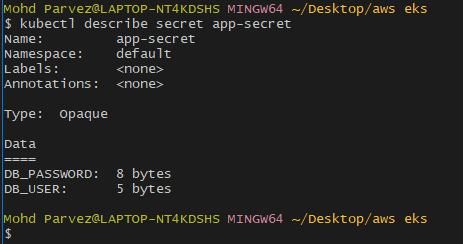 Mohd Parvez@LAPTOP-NT4KDSHS MINGW64 ~/Desktop/aws eks
$ kubectl describe secret app-secret
Name:         app-secret
Namespace:    default
Labels:       <none>
Annotations:  <none>

Type:  Opaque

Data
====
DB_PASSWORD:  8 bytes
DB_USER:      5 bytes

Mohd Parvez@LAPTOP-NT4KDSHS MINGW64 ~/Desktop/aws eks
$